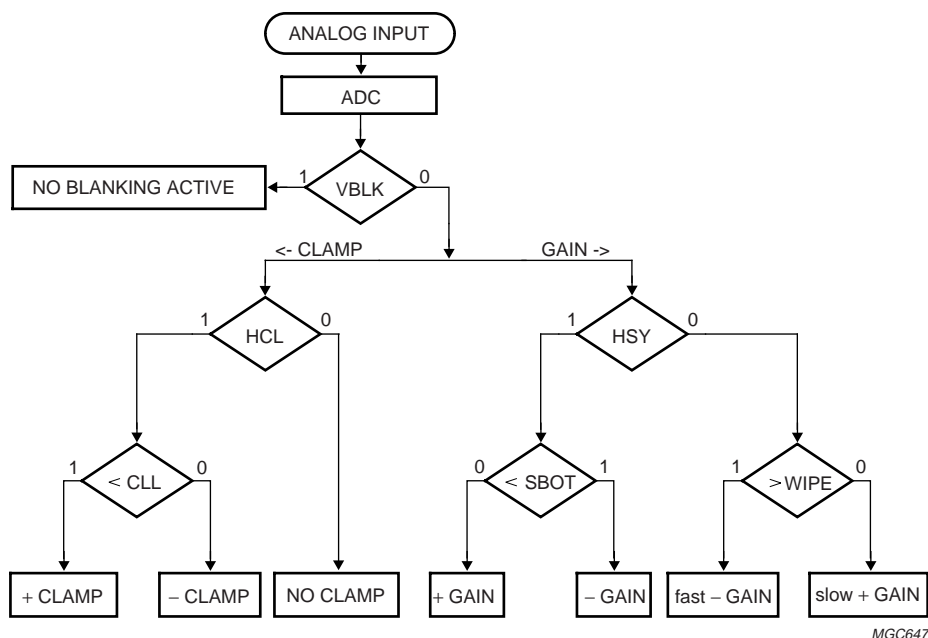 ANALOG INPUT
ADC
NO BLANKING ACTIVE
1
VBLK
0
<- CLAMP
GAIN ->
1
HCL
0
1
HSY
0
1
< CLL
0
0
< SBOT
1
1
> WIPE
0
+ CLAMP
− CLAMP
NO CLAMP
+ GAIN
− GAIN
fast − GAIN
slow + GAIN
MGC647